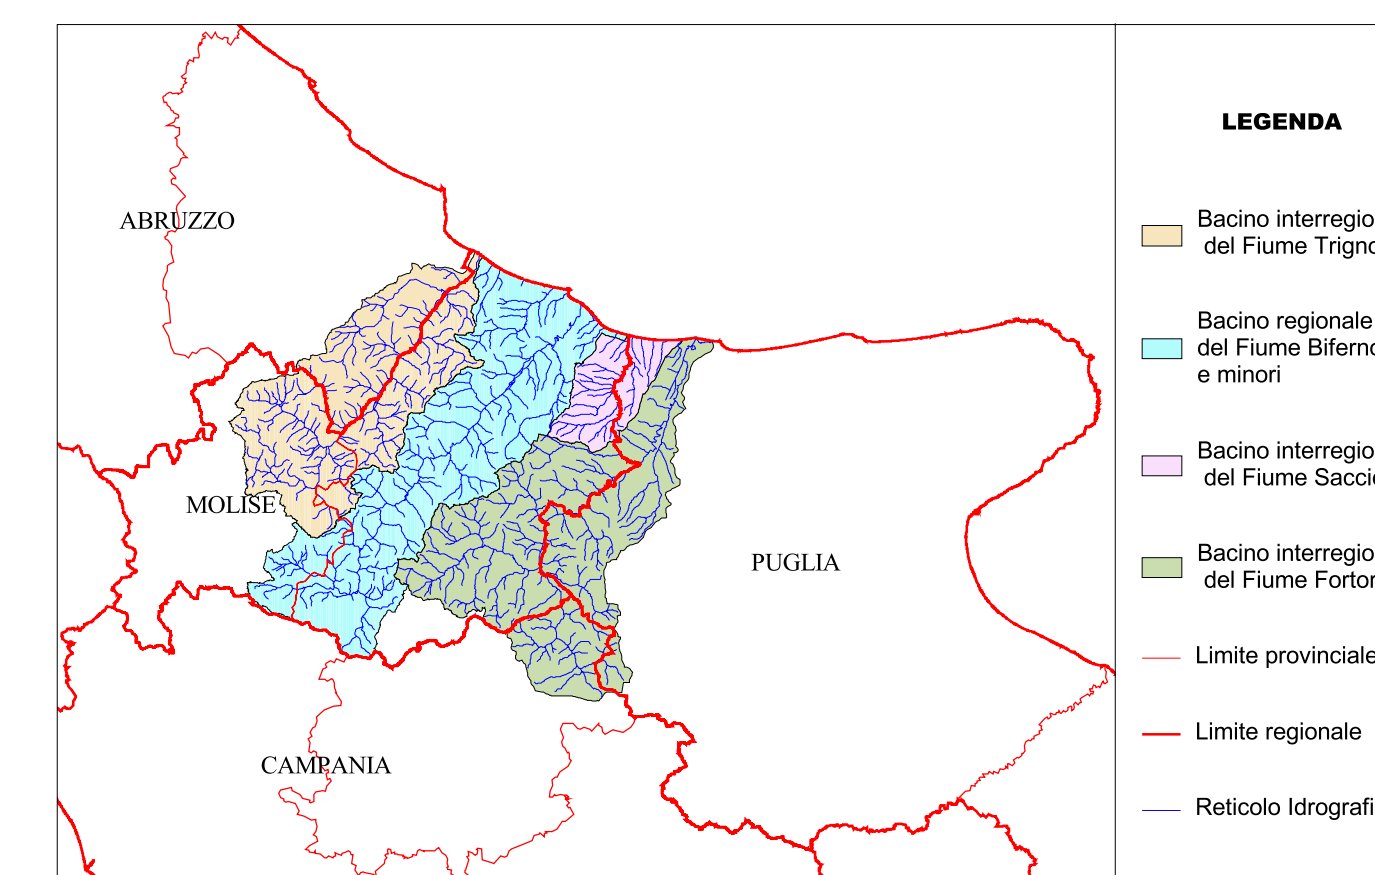 ABRUZZO
MOLISE
PUGLIA
CAMPANIA
LEGENDA
Bacino interregio
del Fiume Trigno
Bacino regionale
del Fiume Biferno
e minori
Bacino interregio
del Fiume Saccio
Bacino interregio
del Fiume Fortor
Limite provinciale
Limite regionale
Reticolo Idrografi